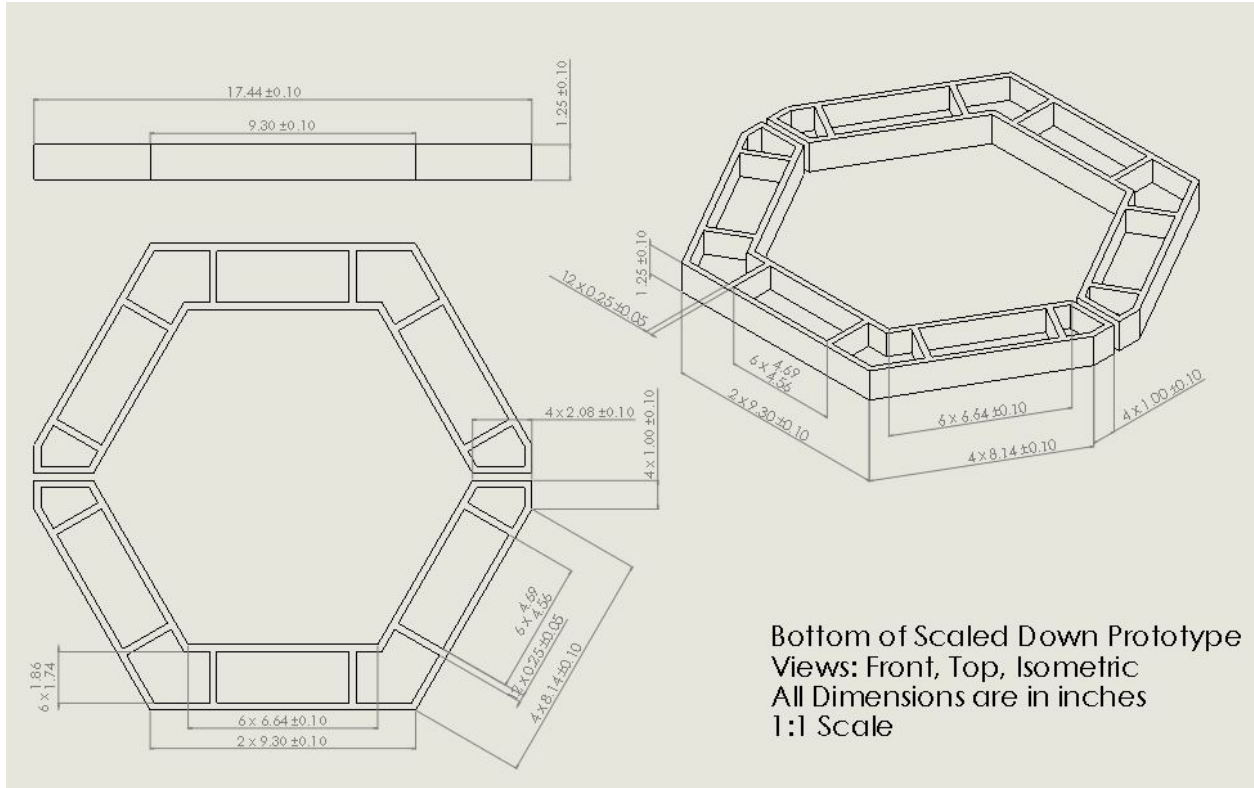 17.44 ±0.10
9.30 ±0.10
1.25 ±0.10
1.25 ±0.10
12 x 0.25 ±0.05
4.69
6 x 4.56
2 x 9.30 ±0.10
6 x 6.64 ±0.10
4 x 8.14 ±0.10
4 x 1.00 ±0.10
4 x 2.08 ±0.10
4 x 1.00 ±0.10
4.69
6 x 4.56
12 x 0.25 ±0.05
4 x 8.14 ±0.10
1.86
6 x 1.74
6 x 6.64 ±0.10
2 x 9.30 ±0.10
Bottom of Scaled Down Prototype
Views: Front, Top, Isometric
All Dimensions are in inches
1:1 Scale